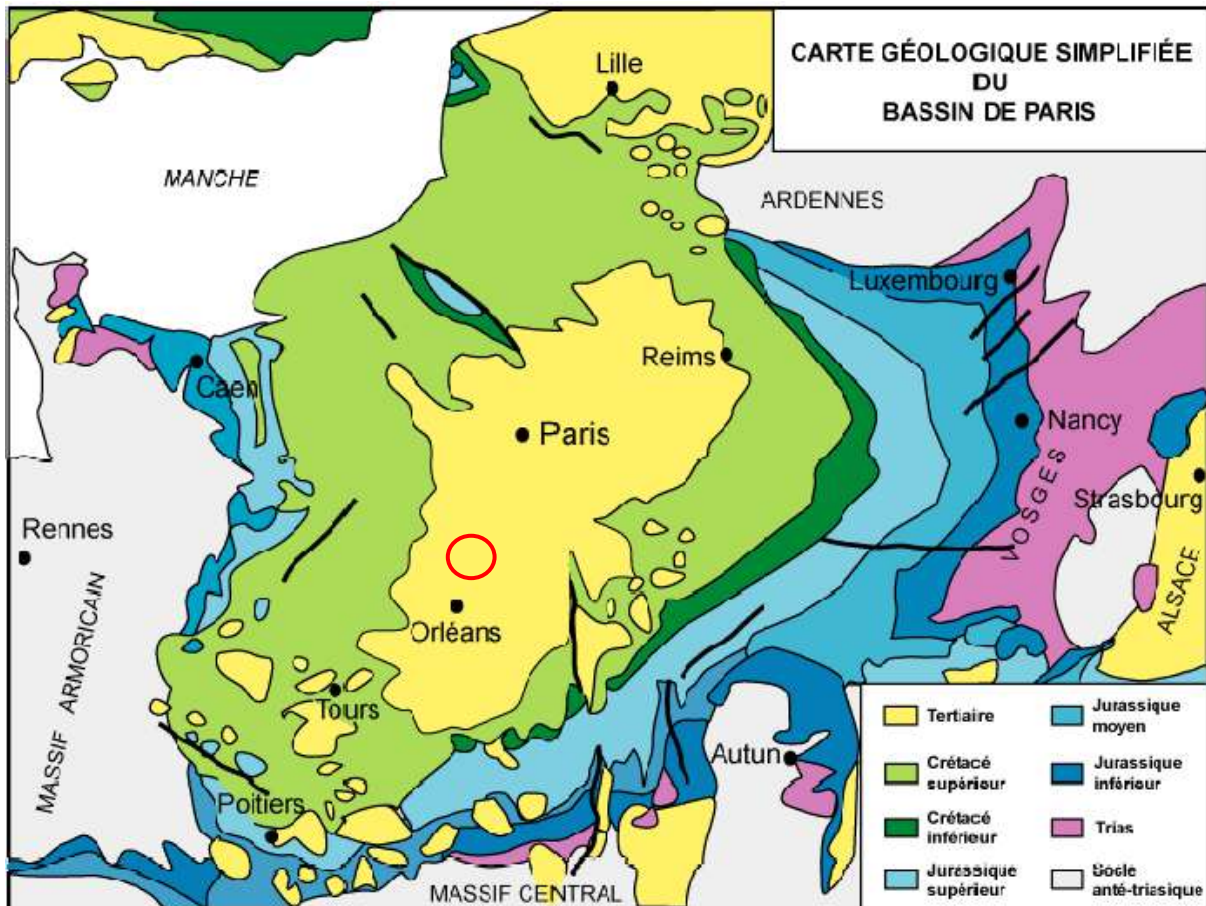 CARTE GÉOLOGIQUE SIMPLIFIÉE
DU
BASSIN DE PARIS
Lille
MANCHE
ARDENNES
Luxembourg
Reims
Caen
Paris
Nancy
VOSGES
Strasbourg
Rennes
ALSACE
MASSIF ARMORICAIN
Orléans
Tours
Autun
Poitiers
MASSIF CENTRAL
Tertiaire
Crétacé
supérieur
Crétacé
inférieur
Jurassique
supérieur
Jurassique
moyen
Jurassique
inférieur
Trias
Socle
anté-triasique